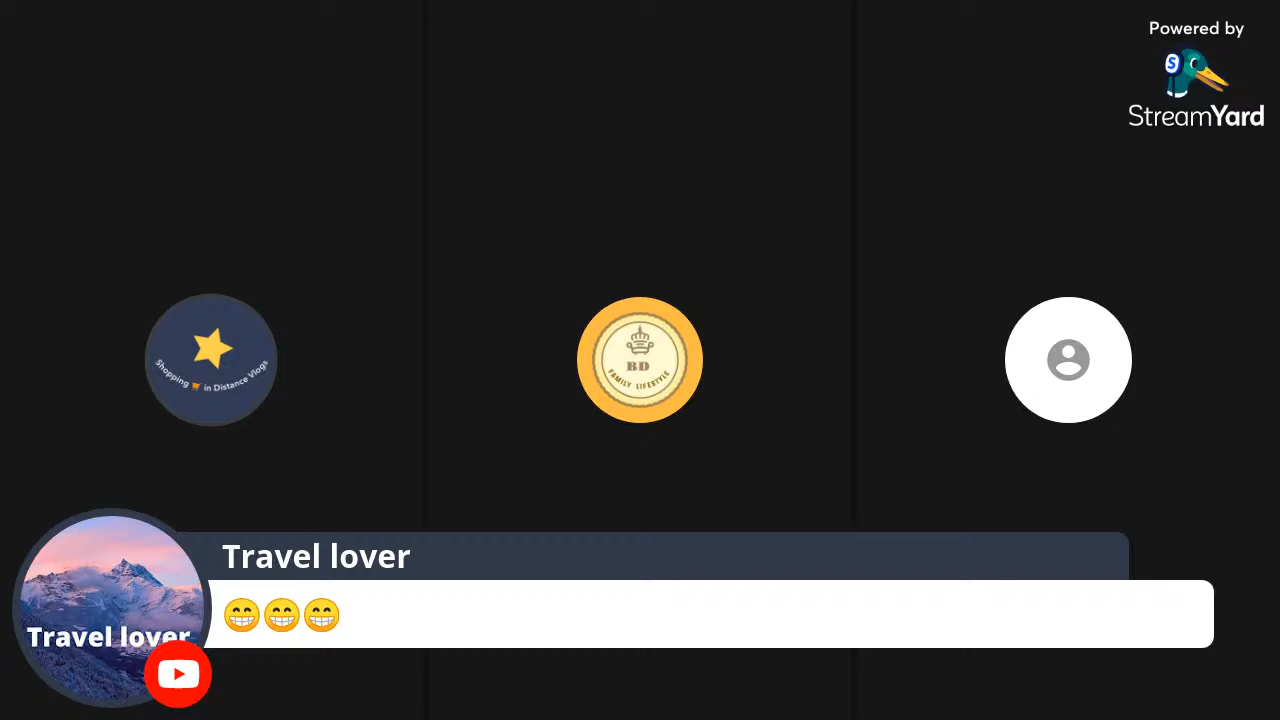 Powered by
S
StreamYard
Shopping 🛒 in Distance Vlogs
BD
FAMILY LIFESTYLE
Travel lover
Travel lover
😁😁😁